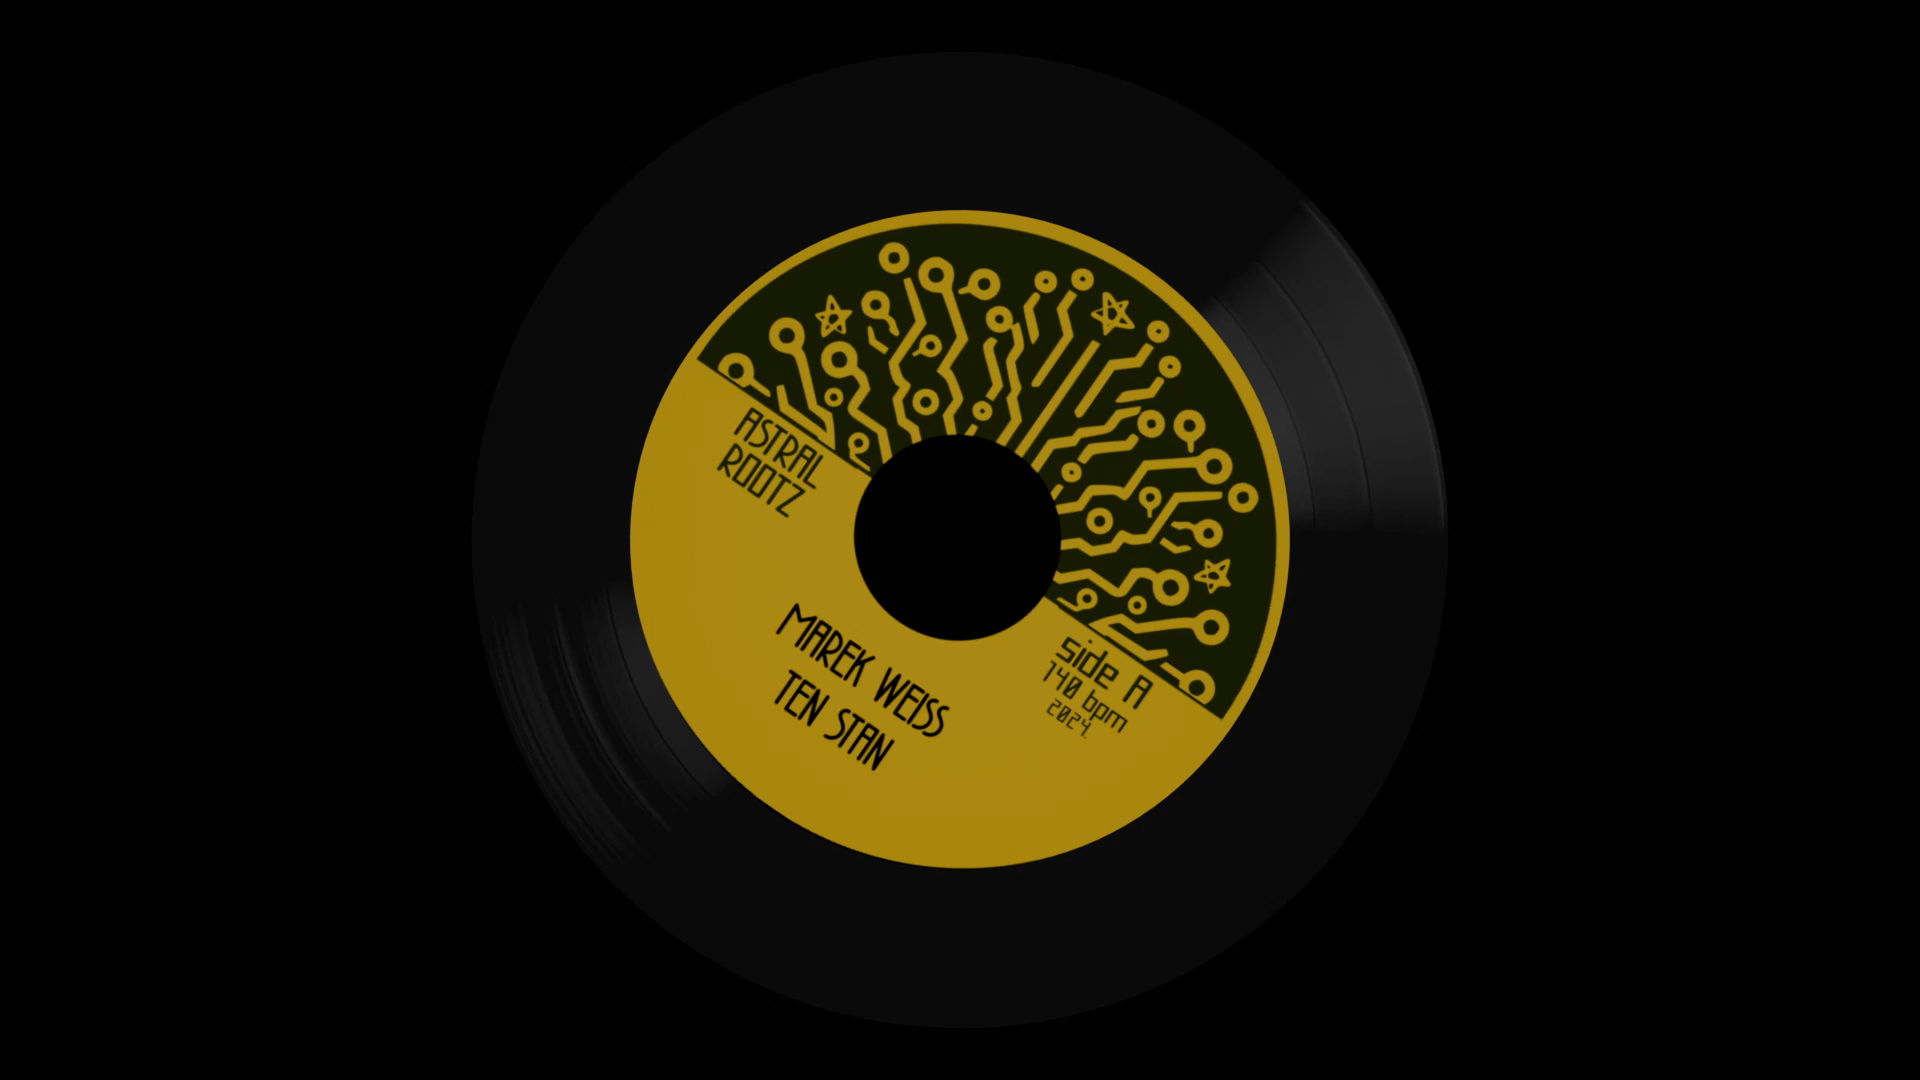 ASTRAL
ROOTZ
MAREK WEISS
TEN STAN
side A
140 bpm
2024.